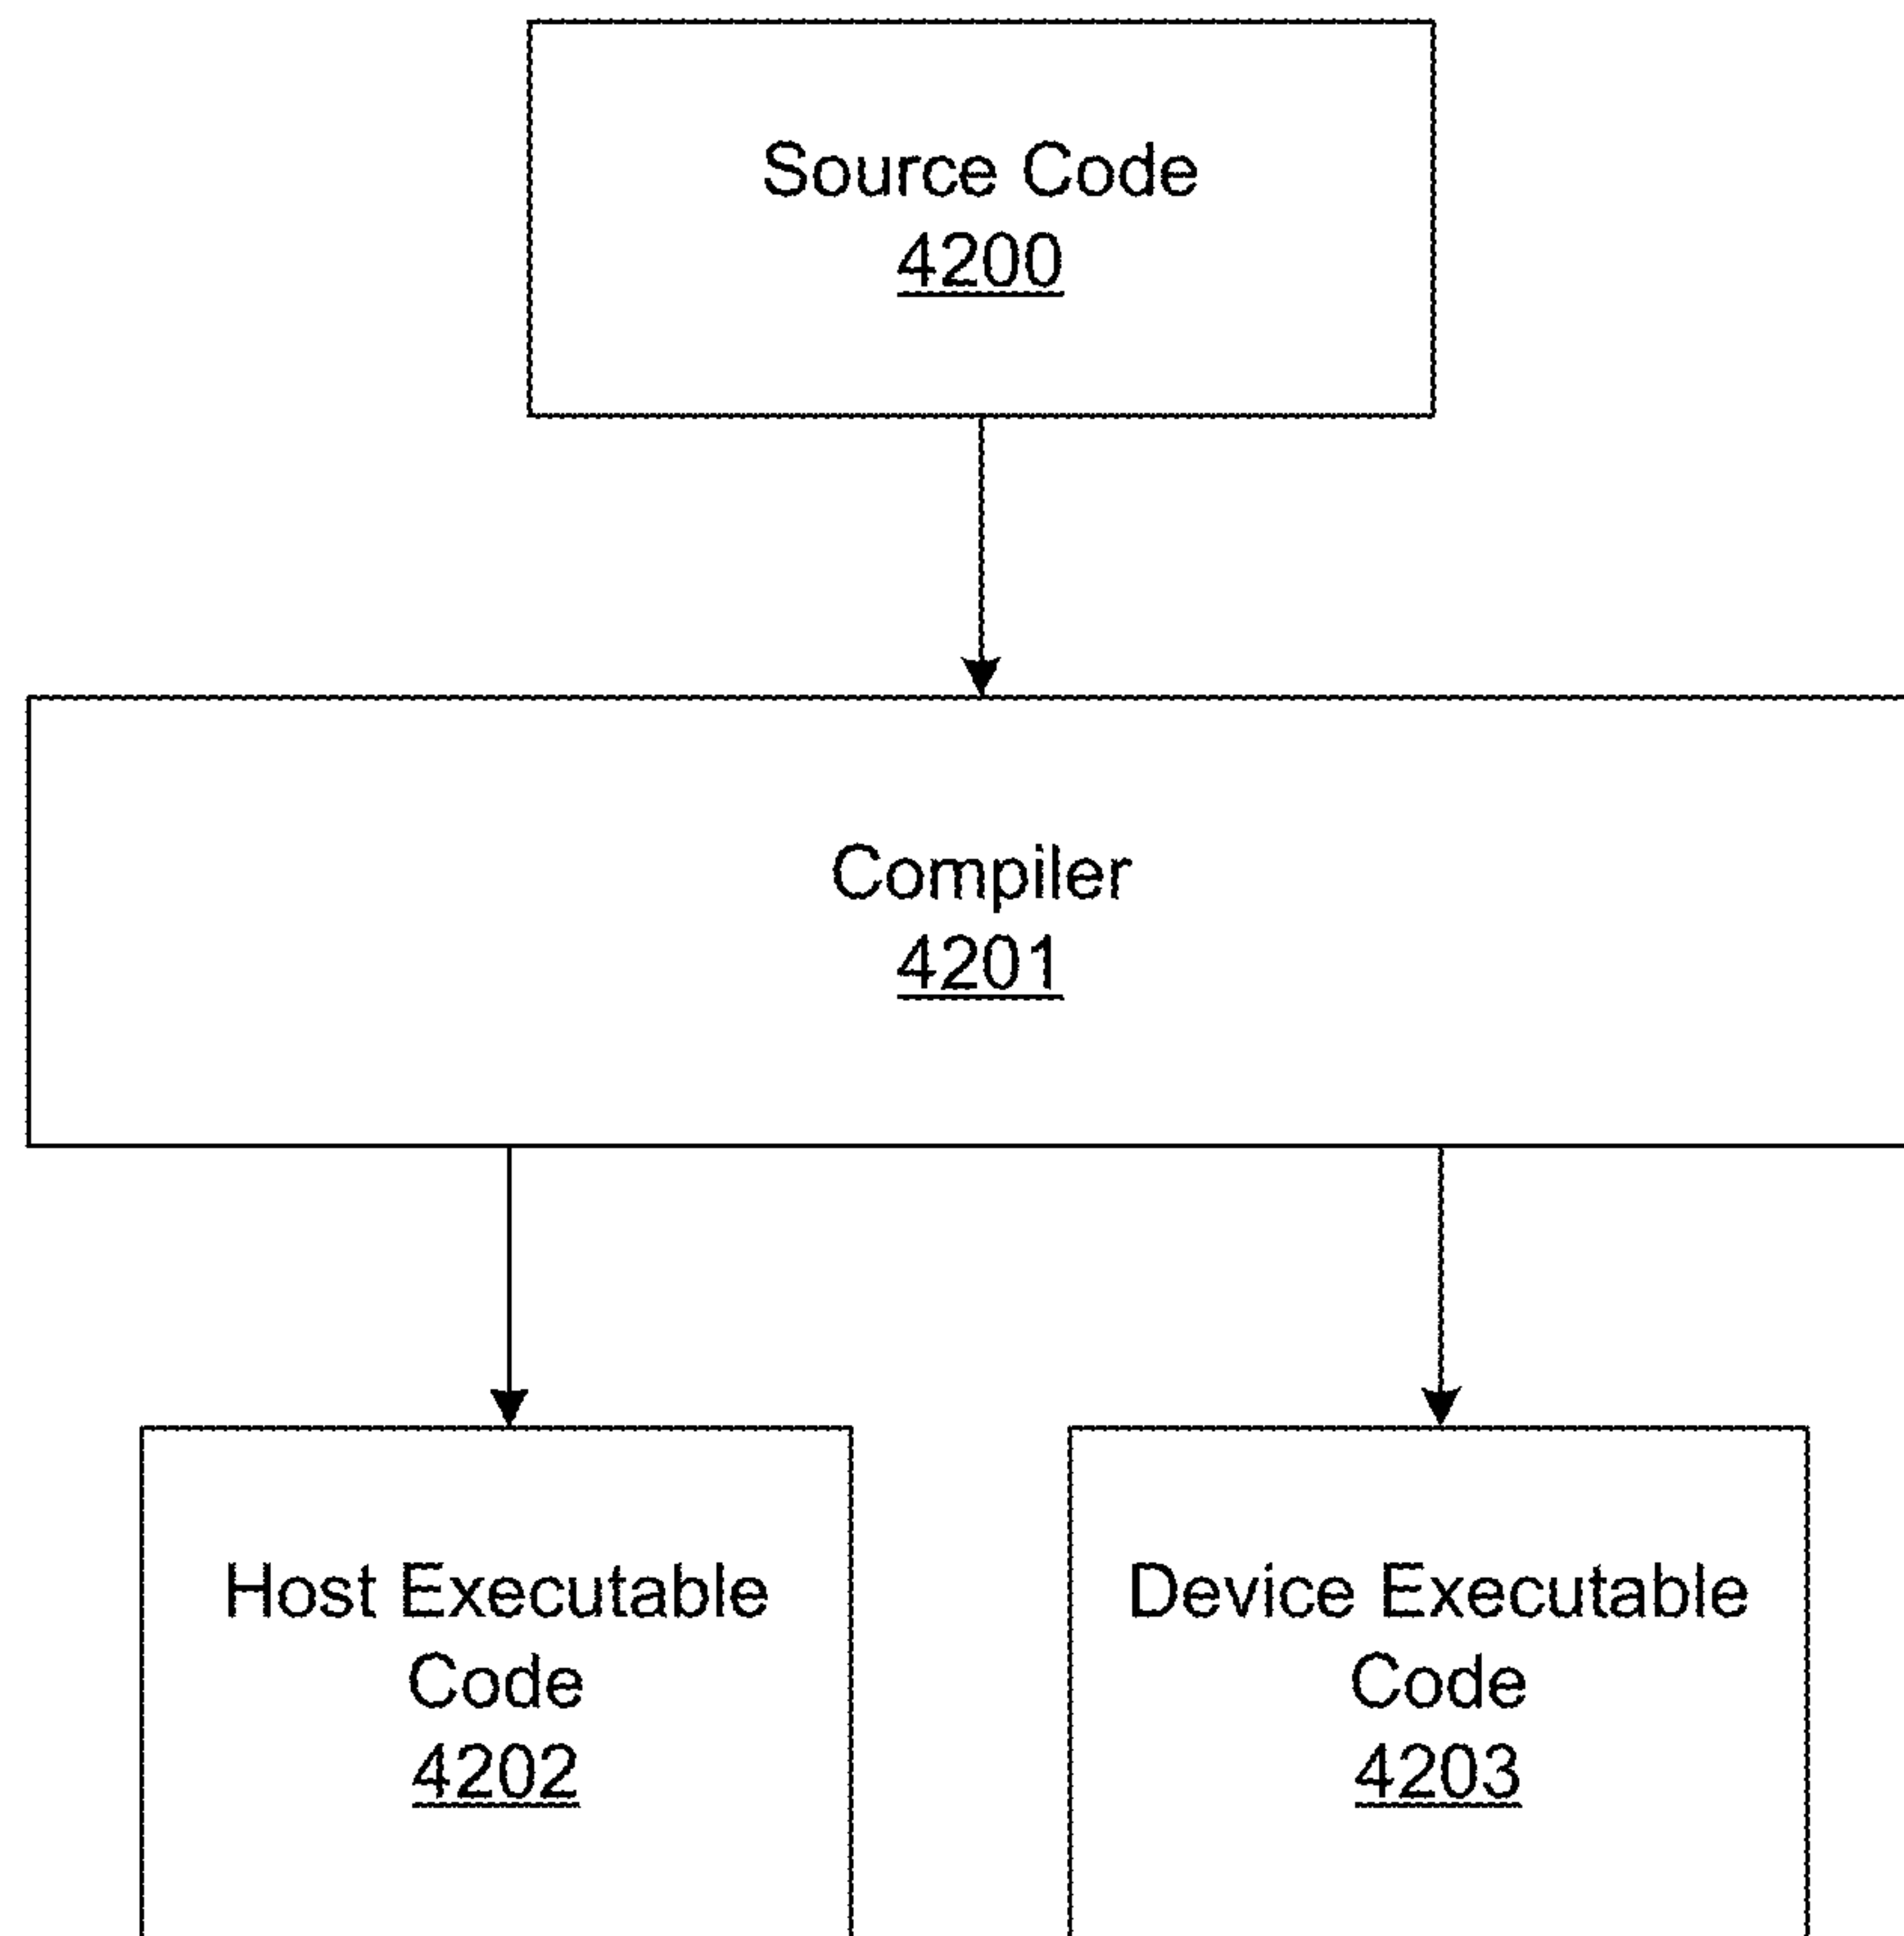 Source Code
4200
Compiler
4201
Host Executable
Code
4202
Device Executable
Code
4203